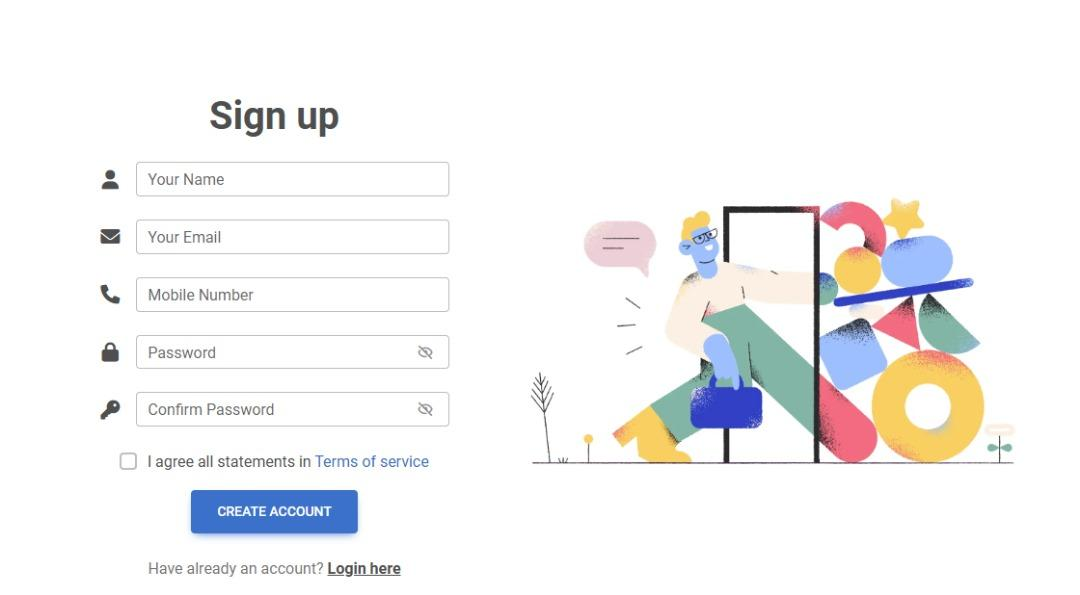 Sign up
Your Name
Your Email
Mobile Number
Password
Confirm Password
I agree all statements in Terms of service
CREATE ACCOUNT
Have already an account? Login here